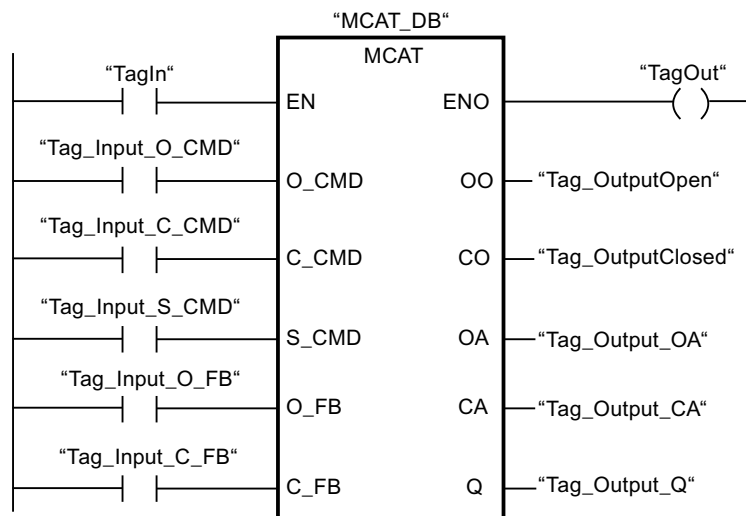 “MCAT_DB“
MCAT
“TagIn“
“TagOut“
EN
ENO
“Tag_Input_O_CMD“
O_CMD
OO
“Tag_OutputOpen“
“Tag_Input_C_CMD“
C_CMD
CO
“Tag_OutputClosed“
“Tag_Input_S_CMD“
S_CMD
OA
“Tag_Output_OA“
“Tag_Input_O_FB“
O_FB
CA
“Tag_Output_CA“
“Tag_Input_C_FB“
C_FB
Q
“Tag_Output_Q“